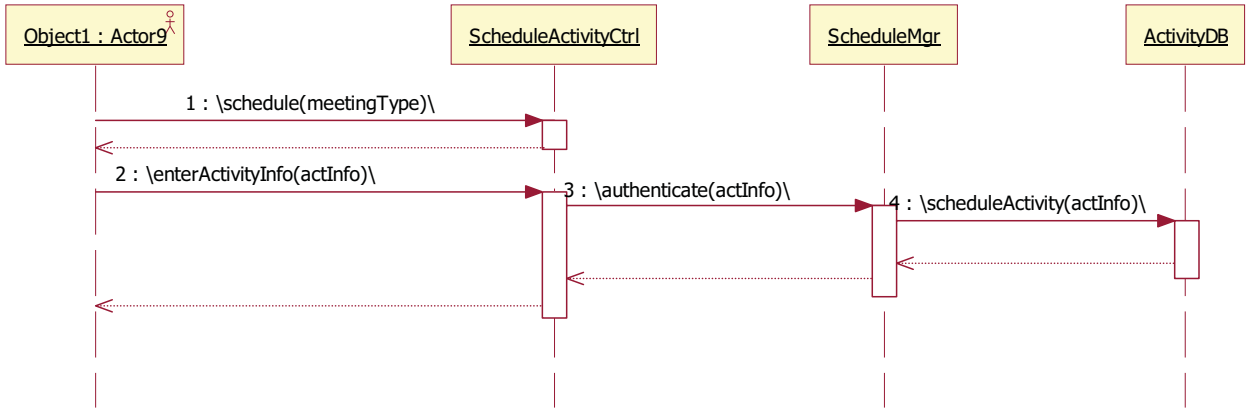 Object1 : Actor9
ScheduleActivityCtrl
ScheduleMgr
ActivityDB
1 : \schedule(meetingType)\
2 : \enterActivityInfo(actInfo)\
3 : \authenticate(actInfo)\
4 : \scheduleActivity(actInfo)\